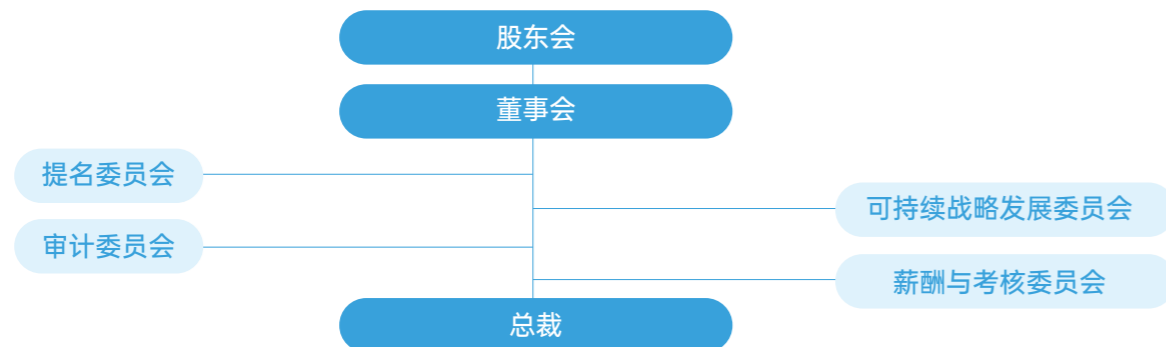 股东会
董事会
提名委员会
可持续战略发展委员会
审计委员会
薪酬与考核委员会
总裁